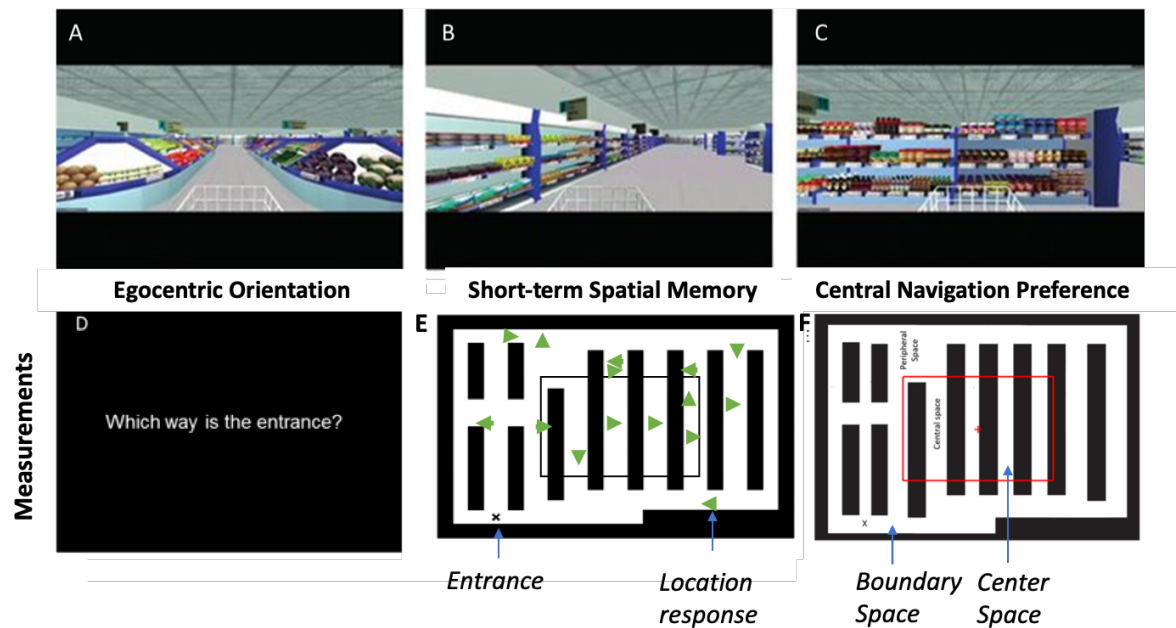 A
B
C
Egocentric Orientation
Short-term Spatial Memory
Central Navigation Preference
Measurements
D
Which way is the entrance?
E
x
Entrance
Location
response
F
Peripheral
Space
Central space
x
Boundary
Space
Center
Space